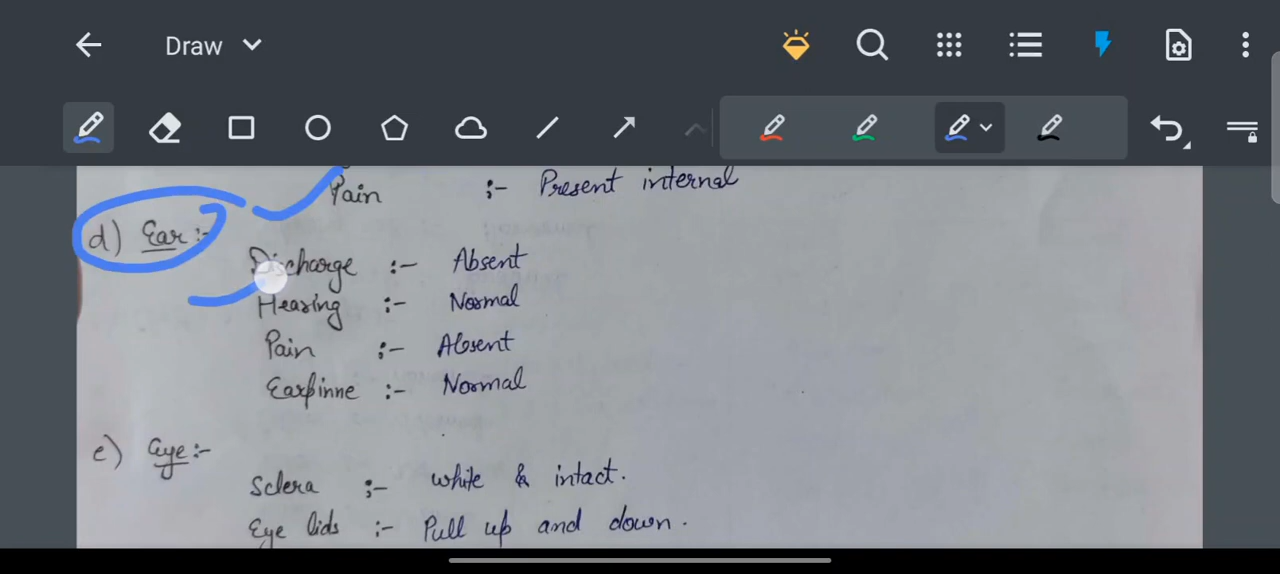 Draw
Pain :- Present internal
d) Ear :-
Discharge :- Absent
Hearing :- Normal
Pain :- Absent
Earpinne :- Normal
e) Eye :-
Sclera :- white & intact.
Eye lids :- Pull up and down.